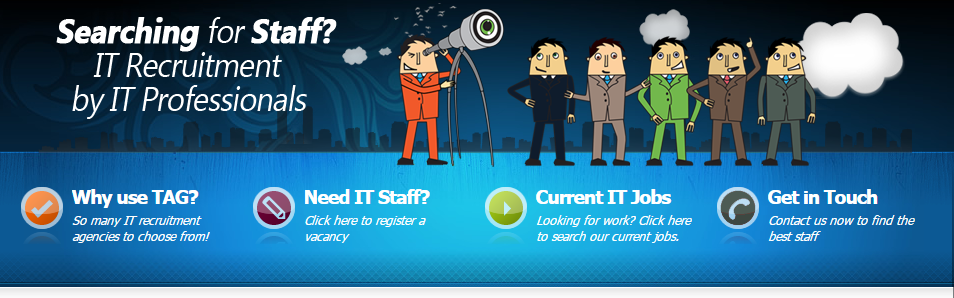 Searching for Staff?
IT Recruitment
by IT Professionals
Why use TAG?
So many IT recruitment
agencies to choose from!
Need IT Staff?
Click here to register a
vacancy
Current IT Jobs
Looking for work? Click here
to search our current jobs.
Get in Touch
Contact us now to find the
best staff